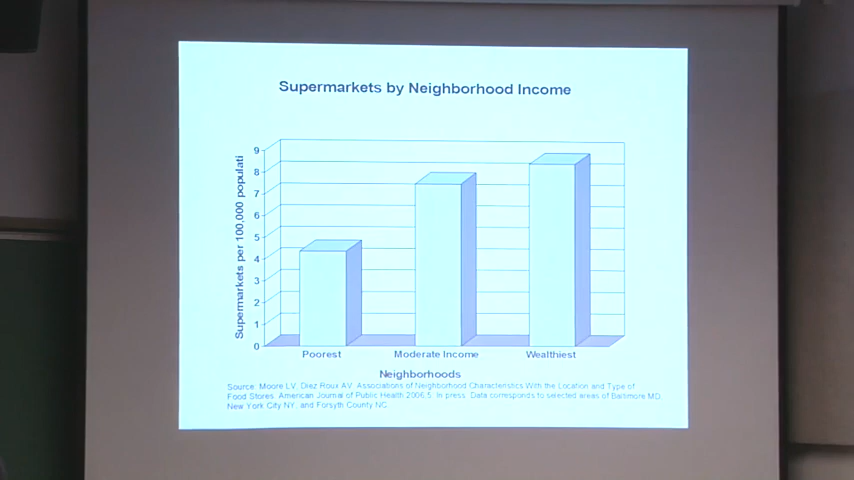 Supermarkets by Neighborhood Income
Supermarkets per 100,000 populati
9
8
7
6
5
4
3
2
1
0
Poorest Moderate Income Wealthiest
Neighborhoods
Source: Moore LV, Diez Roux AV. Associations of Neighborhood Characteristics With the Location and Type of
Food Stores. American Journal of Public Health 2006;5. In press. Data corresponds to selected areas of Baltimore MD,
New York City NY, and Forsyth County NC.